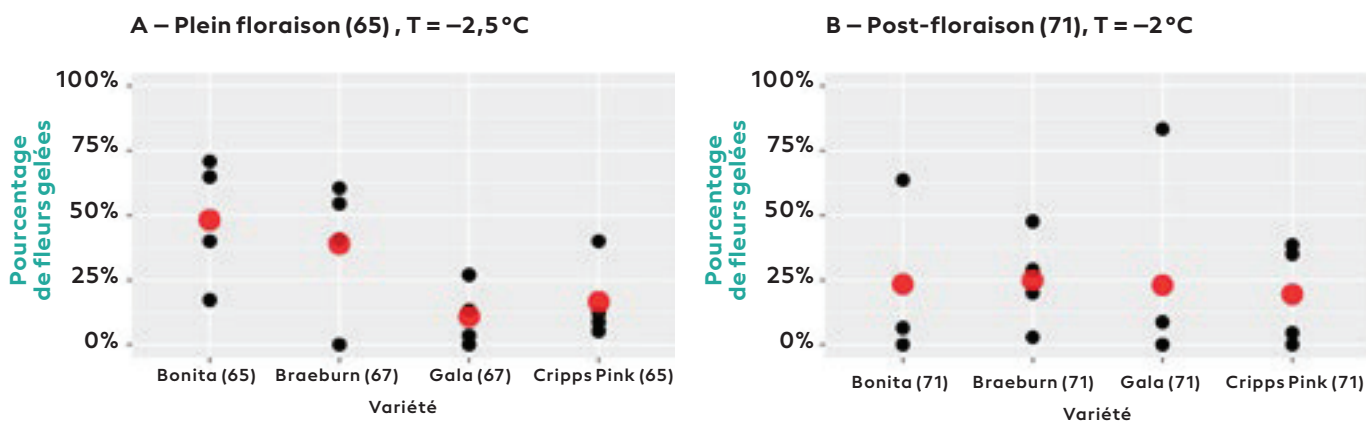 A – Plein floraison (65) , T = –2,5 °C
Pourcentage
de fleurs gelées
100%
75%
50%
25%
0%
Bonita (65)
Braeburn (67)
Gala (67)
Cripps Pink (65)
Variété
B – Post-floraison (71), T = –2 °C
Pourcentage
de fleurs gelées
100%
75%
50%
25%
0%
Bonita (71)
Braeburn (71)
Gala (71)
Cripps Pink (71)
Variété